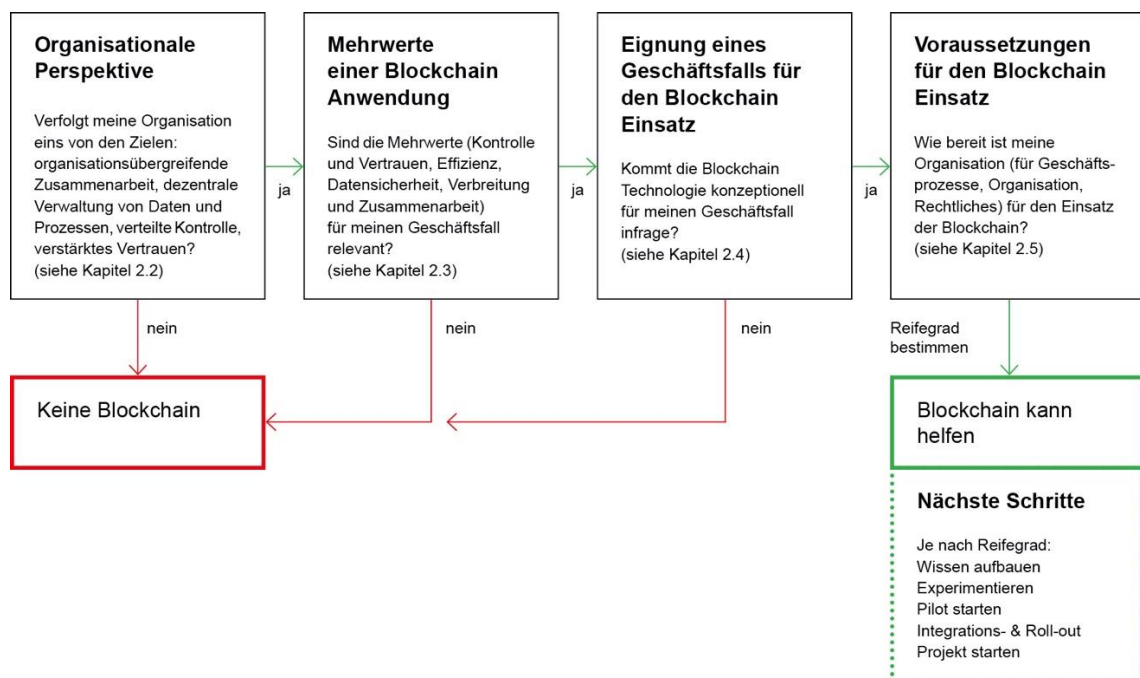 Organisationale
Perspektive
Verfolgt meine Organisation
eins von den Zielen:
organisationsübergreifende
Zusammenarbeit, dezentrale
Verwaltung von Daten und
Prozessen, verteilte Kontrolle,
verstärktes Vertrauen?
(siehe Kapitel 2.2)
ja
Mehrwerte
einer Blockchain
Anwendung
Sind die Mehrwerte (Kontrolle
und Vertrauen, Effizienz,
Datensicherheit, Verbreitung
und Zusammenarbeit)
für meinen Geschäftsfall
relevant?
(siehe Kapitel 2.3)
ja
Eignung eines
Geschäftsfalls für
den Blockchain
Einsatz
Kommt die Blockchain
Technologie konzeptionell
für meinen Geschäftsfall
infrage?
(siehe Kapitel 2.4)
ja
Voraussetzungen
für den Blockchain
Einsatz
Wie bereit ist meine
Organisation (für Geschäfts-
prozesse, Organisation,
Rechtliches) für den Einsatz
der Blockchain?
(siehe Kapitel 2.5)
nein
nein
nein
Reifegrad
bestimmen
Keine Blockchain
Blockchain kann
helfen
Nächste Schritte
Je nach Reifegrad:
Wissen aufbauen
Experimentieren
Pilot starten
Integrations- & Roll-out
Projekt starten